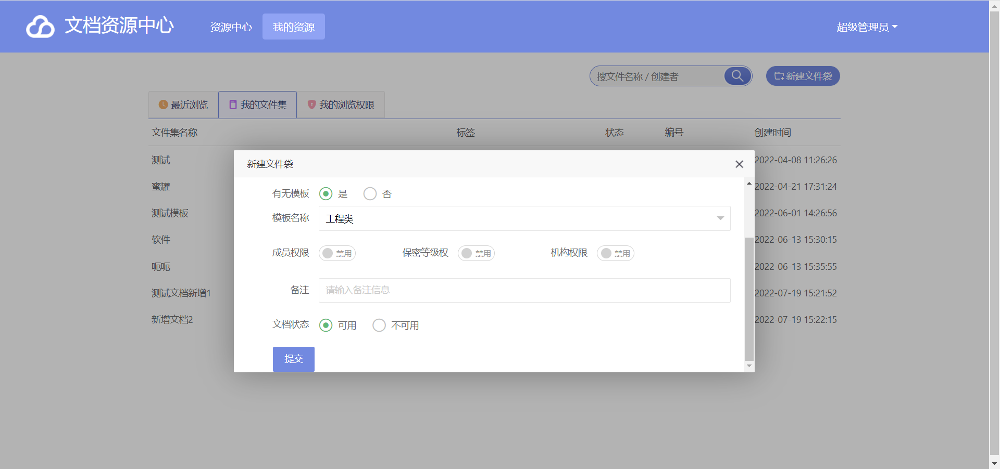 文档资源中心
资源中心
我的资源
超级管理员
搜文件名称 / 创建者
新建文件袋
最近浏览
我的文件集
我的浏览权限
文件集名称 标签 状态 编号 创建时间
测试 2022-04-08 11:26:26
蜜罐 2022-04-21 17:31:24
测试模板 2022-06-01 14:26:56
软件 2022-06-13 15:30:15
呃呃 2022-06-13 15:35:55
测试文档新增1 2022-07-19 15:21:52
新增文档2 2022-07-19 15:22:15
新建文件袋
有无模板 是 否
模板名称 工程类
成员权限 禁用 保密等级权 禁用 机构权限 禁用
备注 请输入备注信息
文档状态 可用 不可用
提交